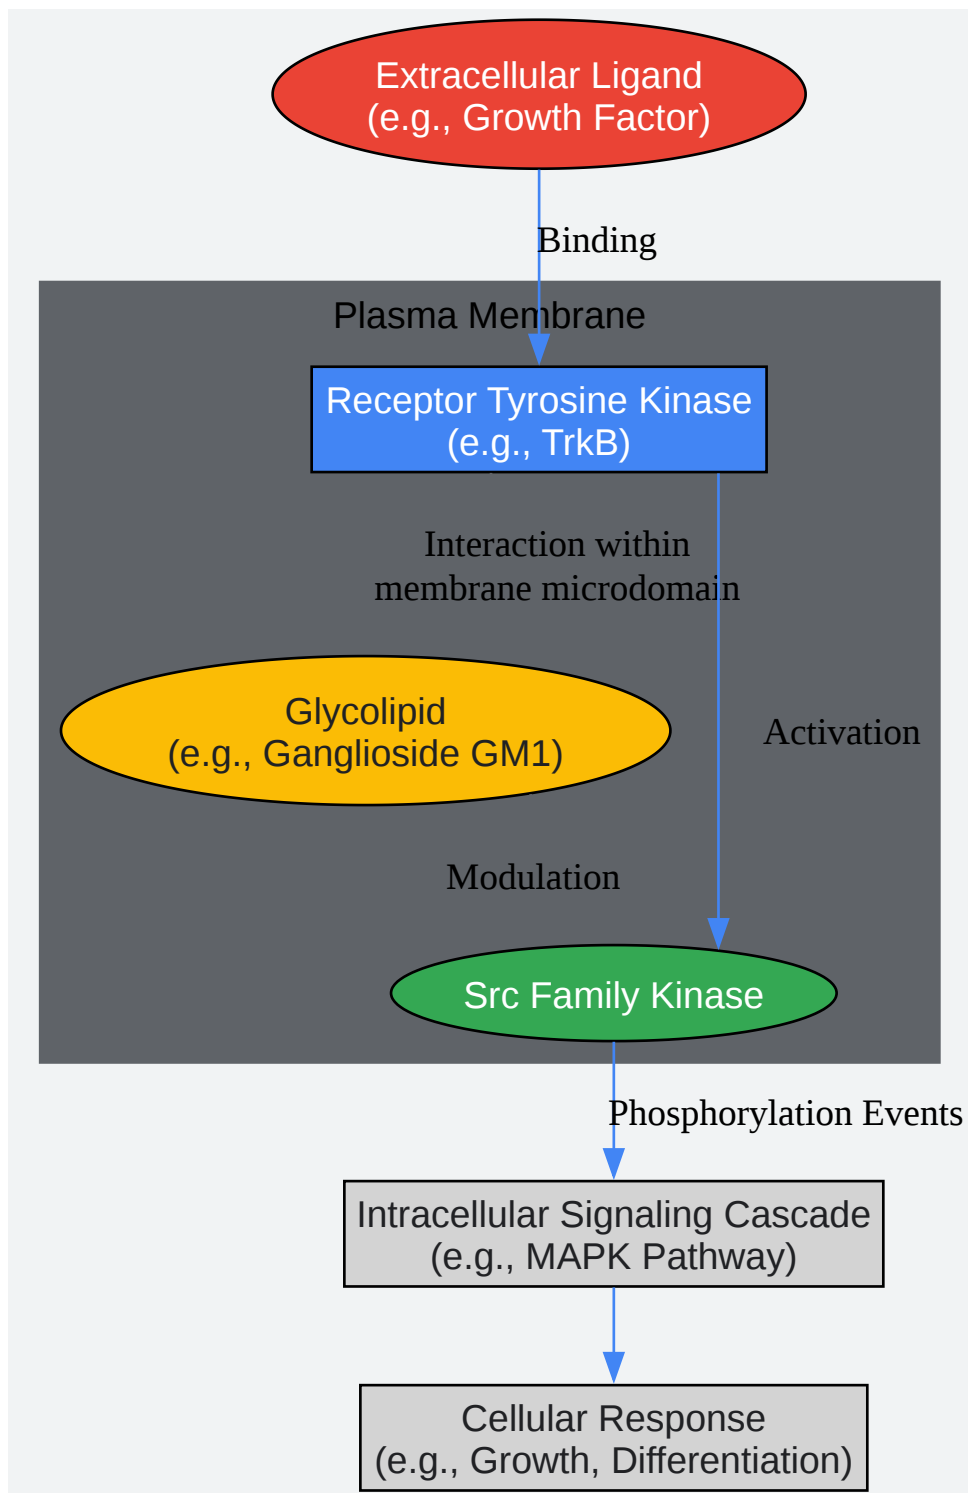 Extracellular Ligand
(e.g., Growth Factor)
Binding
Plasma Membrane
Receptor Tyrosine Kinase
(e.g., TrkB)
Interaction within
membrane microdomain
Glycolipid
(e.g., Ganglioside GM1)
Activation
Modulation
Src Family Kinase
Phosphorylation Events
Intracellular Signaling Cascade
(e.g., MAPK Pathway)
Cellular Response
(e.g., Growth, Differentiation)